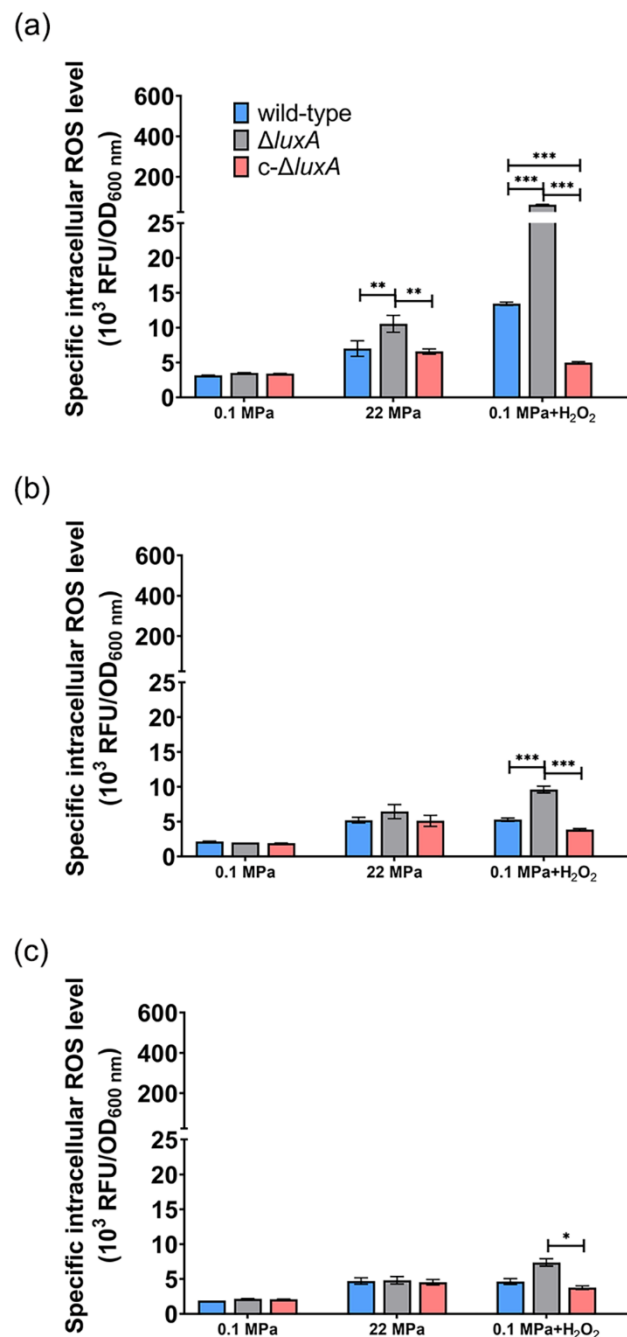 (a)
Specific intracellular ROS level
(10³ RFU/OD₆₀₀ ₙₘ)
600
400
200
25
20
15
10
5
0
wild-type
ΔluxA
c-ΔluxA
**
**
***
***
***
0.1 MPa
22 MPa
0.1 MPa+H₂O₂
(b)
Specific intracellular ROS level
(10³ RFU/OD₆₀₀ ₙₘ)
600
400
200
25
20
15
10
5
0
***
***
0.1 MPa
22 MPa
0.1 MPa+H₂O₂
(c)
Specific intracellular ROS level
(10³ RFU/OD₆₀₀ ₙₘ)
600
400
200
25
20
15
10
5
0
*
0.1 MPa
22 MPa
0.1 MPa+H₂O₂